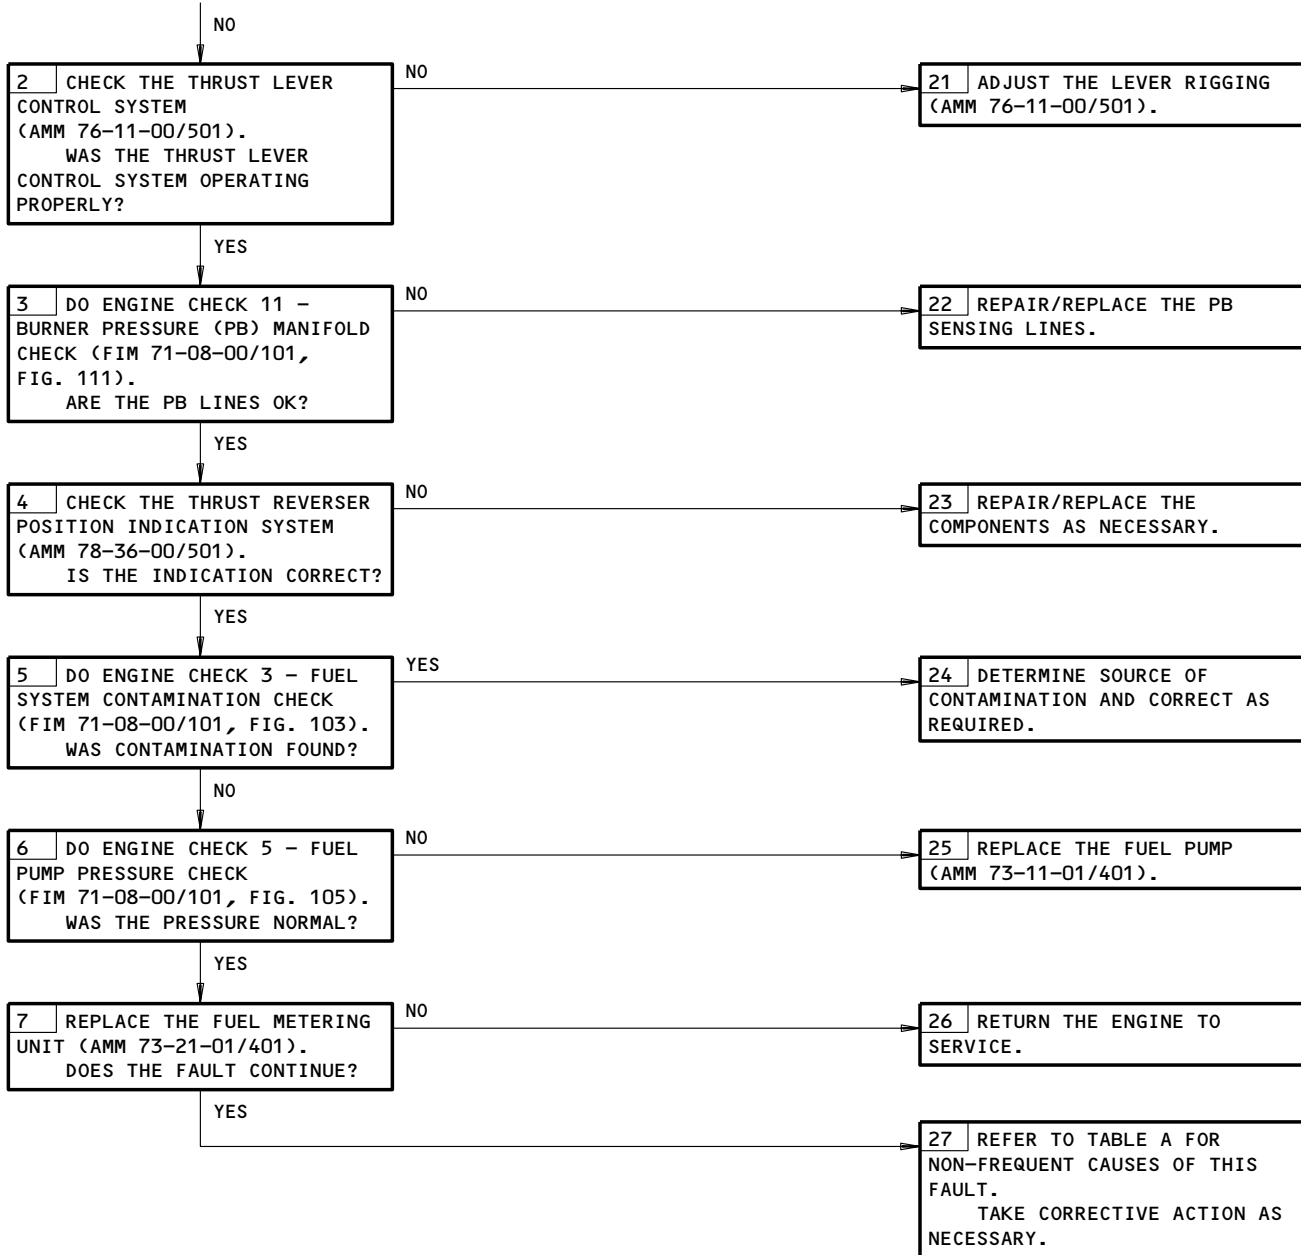 NO
2 CHECK THE THRUST LEVER
CONTROL SYSTEM
(AMM 76-11-00/501).
WAS THE THRUST LEVER
CONTROL SYSTEM OPERATING
PROPERLY?
NO
21 ADJUST THE LEVER RIGGING
(AMM 76-11-00/501).
YES
3 DO ENGINE CHECK 11 -
BURNER PRESSURE (PB) MANIFOLD
CHECK (FIM 71-08-00/101,
FIG. 111).
ARE THE PB LINES OK?
NO
22 REPAIR/REPLACE THE PB
SENSING LINES.
YES
4 CHECK THE THRUST REVERSER
POSITION INDICATION SYSTEM
(AMM 78-36-00/501).
IS THE INDICATION CORRECT?
NO
23 REPAIR/REPLACE THE
COMPONENTS AS NECESSARY.
YES
5 DO ENGINE CHECK 3 - FUEL
SYSTEM CONTAMINATION CHECK
(FIM 71-08-00/101, FIG. 103).
WAS CONTAMINATION FOUND?
YES
24 DETERMINE SOURCE OF
CONTAMINATION AND CORRECT AS
REQUIRED.
NO
6 DO ENGINE CHECK 5 - FUEL
PUMP PRESSURE CHECK
(FIM 71-08-00/101, FIG. 105).
WAS THE PRESSURE NORMAL?
NO
25 REPLACE THE FUEL PUMP
(AMM 73-11-01/401).
YES
7 REPLACE THE FUEL METERING
UNIT (AMM 73-21-01/401).
DOES THE FAULT CONTINUE?
NO
26 RETURN THE ENGINE TO
SERVICE.
YES
27 REFER TO TABLE A FOR
NON-FREQUENT CAUSES OF THIS
FAULT.
TAKE CORRECTIVE ACTION AS
NECESSARY.